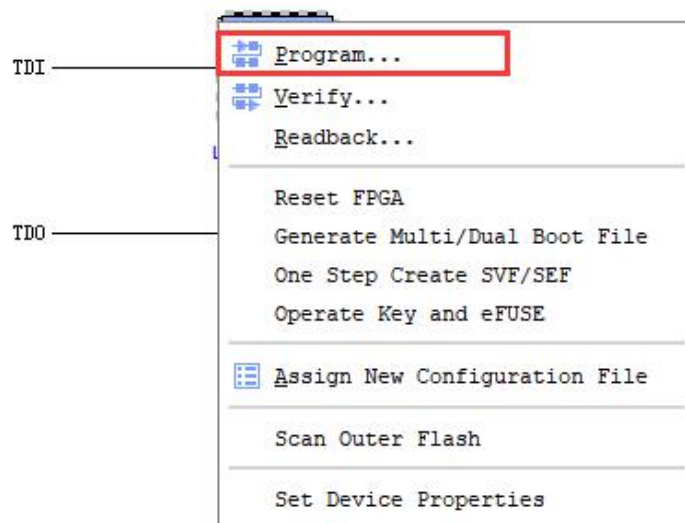 TDI
Program...
Verify...
Readback...
Reset FPGA
TDO
Generate Multi/Dual Boot File
One Step Create SVF/SEF
Operate Key and eFUSE
Assign New Configuration File
Scan Outer Flash
Set Device Properties